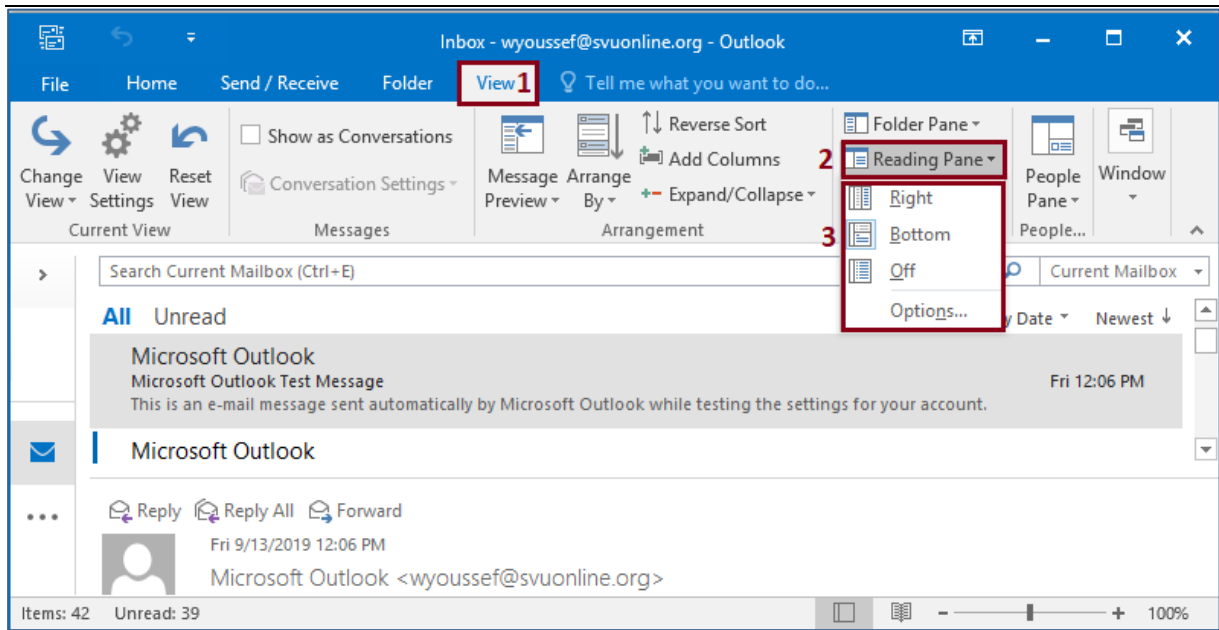 Inbox - wyoussef@svuonline.org - Outlook
File Home Send / Receive Folder View 1 Tell me what you want to do...
Change View View Settings Reset View
Show as Conversations
Conversation Settings
Message Preview Arrange By
Reverse Sort
Add Columns
Expand/Collapse
Folder Pane
2 Reading Pane
People Pane Window
Right
3 Bottom
Off
Options...
Current View Messages Arrangement People...
Search Current Mailbox (Ctrl+E) Current Mailbox
All Unread y Date Newest ↓
Microsoft Outlook
Microsoft Outlook Test Message Fri 12:06 PM
This is an e-mail message sent automatically by Microsoft Outlook while testing the settings for your account.
Microsoft Outlook
Reply Reply All Forward
Fri 9/13/2019 12:06 PM
Microsoft Outlook <wyoussef@svuonline.org>
Items: 42 Unread: 39 100%